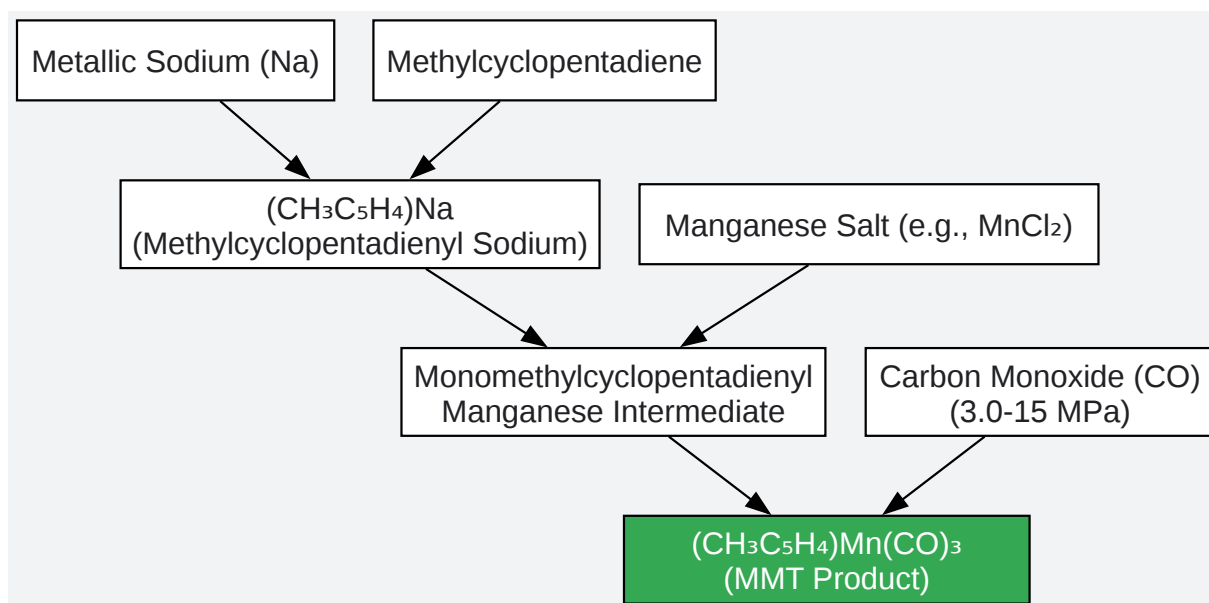 Metallic Sodium (Na)
Methylcyclopentadiene
(CH₃C₅H₄)Na
(Methylcyclopentadienyl Sodium)
Manganese Salt (e.g., MnCl₂)
Monomethylcyclopentadienyl
Manganese Intermediate
Carbon Monoxide (CO)
(3.0-15 MPa)
(CH₃C₅H₄)Mn(CO)₃
(MMT Product)